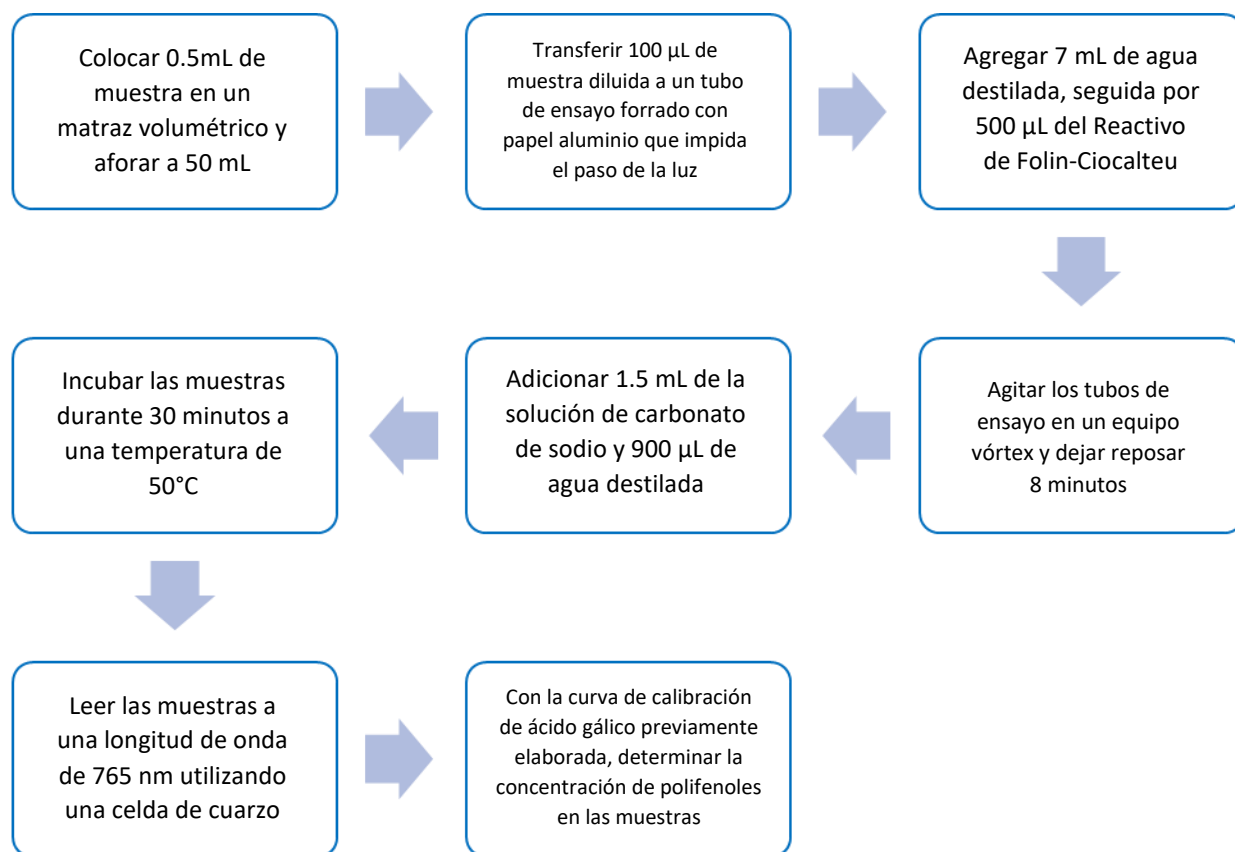 Colocar 0.5mL de
muestra en un
matraz volumétrico y
aforar a 50 mL
Transferir 100 µL de
muestra diluida a un tubo
de ensayo forrado con
papel aluminio que impida
el paso de la luz
Agregar 7 mL de agua
destilada, seguida por
500 µL del Reactivo
de Folin-Ciocalteu
Agitar los tubos de
ensayo en un equipo
vórtex y dejar reposar
8 minutos
Adicionar 1.5 mL de la
solución de carbonato
de sodio y 900 µL de
agua destilada
Incubar las muestras
durante 30 minutos a
una temperatura de
50°C
Leer las muestras a
una longitud de onda
de 765 nm utilizando
una celda de cuarzo
Con la curva de calibración
de ácido gálico previamente
elaborada, determinar la
concentración de polifenoles
en las muestras